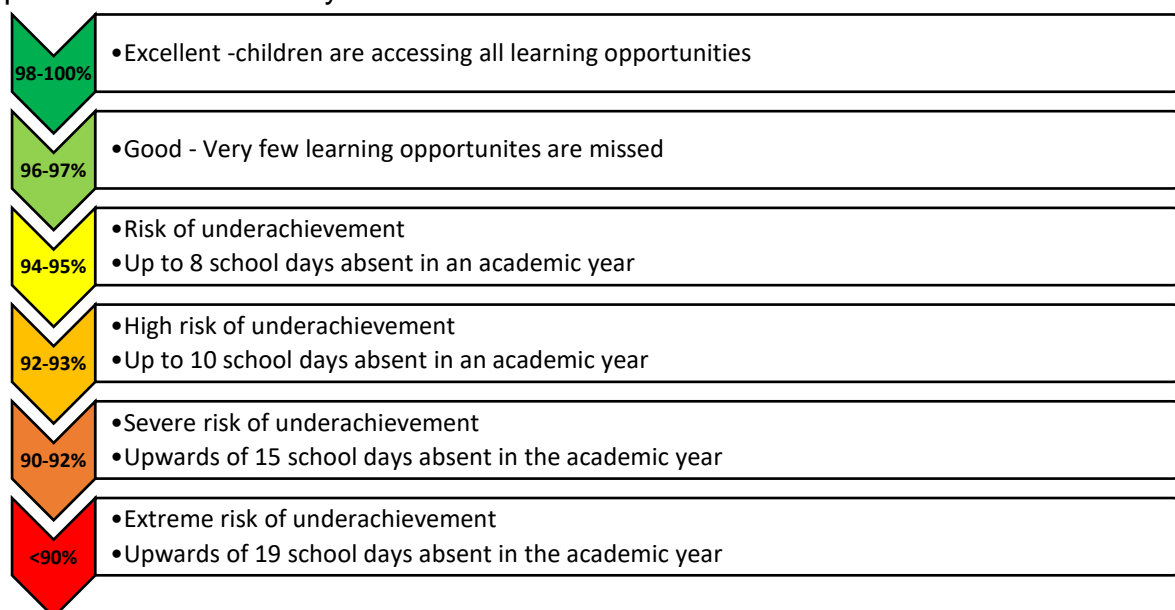 98-100%
•Excellent -children are accessing all learning opportunities
96-97%
•Good - Very few learning opportunites are missed
94-95%
•Risk of underachievement
•Up to 8 school days absent in an academic year
92-93%
•High risk of underachievement
•Up to 10 school days absent in an academic year
90-92%
•Severe risk of underachievement
•Upwards of 15 school days absent in the academic year
<90%
•Extreme risk of underachievement
•Upwards of 19 school days absent in the academic year